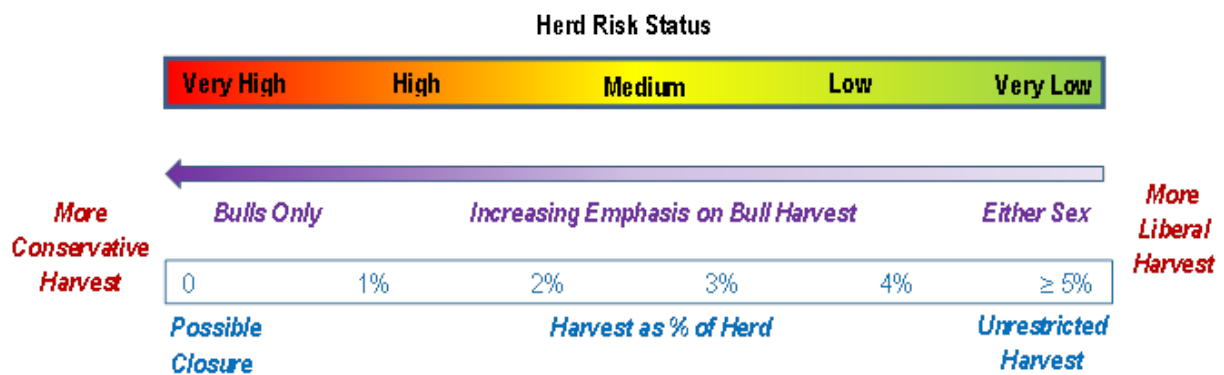 Herd Risk Status
Very High High Medium Low Very Low
Bulls Only Increasing Emphasis on Bull Harvest Either Sex
More
Conservative
Harvest
More
Liberal
Harvest
0 1% 2% 3% 4% ≥ 5%
Possible
Closure
Harvest as % of Herd
Unrestricted
Harvest